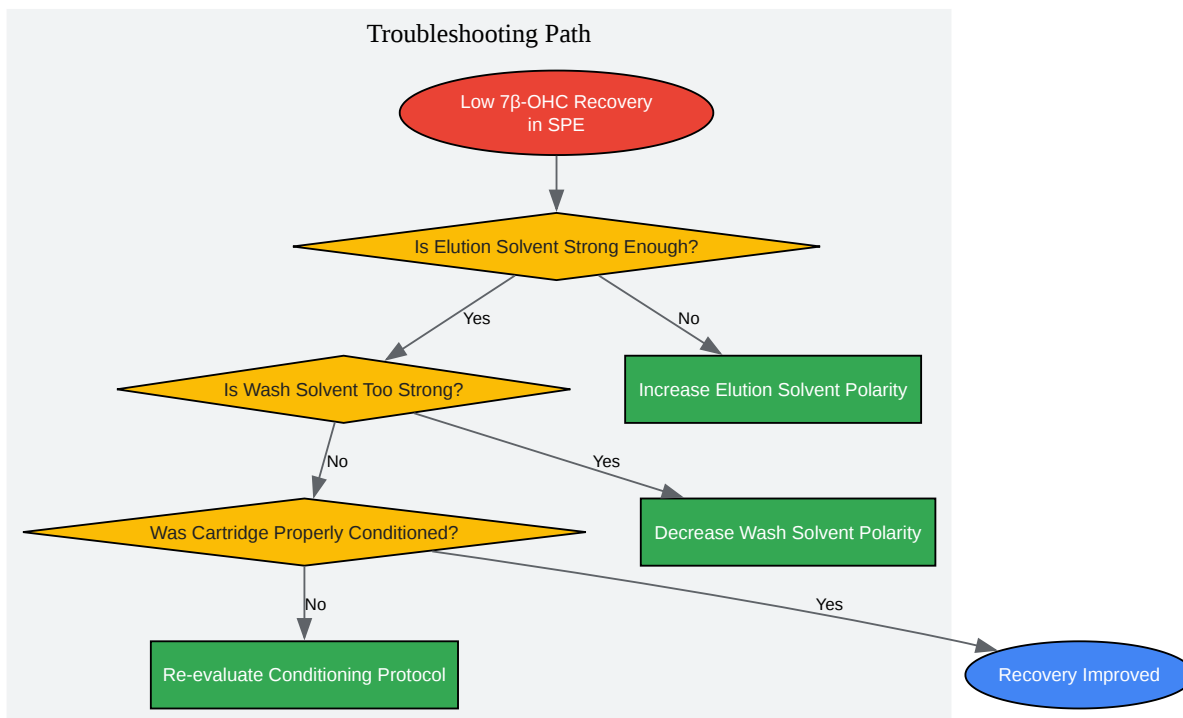 Troubleshooting Path
Low 7β-OHC Recovery
in SPE
Is Elution Solvent Strong Enough?
Yes
No
Is Wash Solvent Too Strong?
Increase Elution Solvent Polarity
No
Yes
Was Cartridge Properly Conditioned?
Decrease Wash Solvent Polarity
No
Yes
Re-evaluate Conditioning Protocol
Recovery Improved